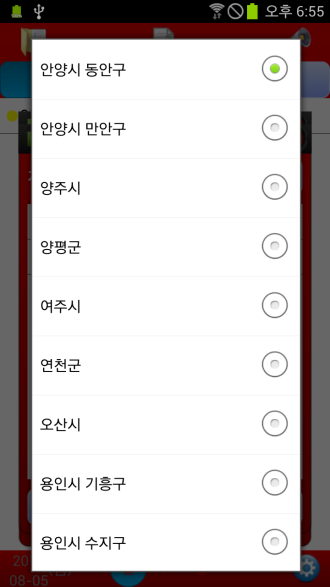 오후 6:55
안양시 동안구
안양시 만안구
양주시
양평군
여주시
연천군
오산시
용인시 기흥구
용인시 수지구
20
08-05